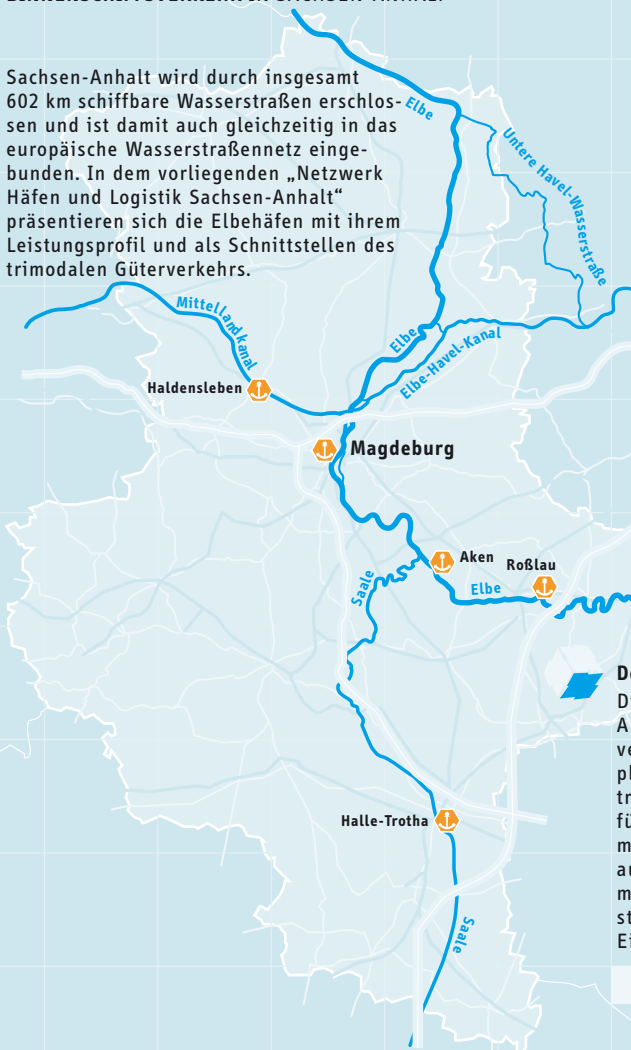 Sachsen-Anhalt wird durch insgesamt
602 km schiffbare Wasserstraßen erschlos-
sen und ist damit auch gleichzeitig in das
europäische Wasserstraßennetz einge-
bunden. In dem vorliegenden „Netzwerk
Häfen und Logistik Sachsen-Anhalt“
präsentieren sich die Elbehäfen mit ihrem
Leistungsprofil und als Schnittstellen des
trimodalen Güterverkehrs.
Elbe
Untere Havel-Wasserstraße
Mittellandkanal
Elbe
Elbe-Havel-Kanal
Haldensleben
Magdeburg
Aken
Roßlau
Saale
Elbe
Halle-Trotha
Saale